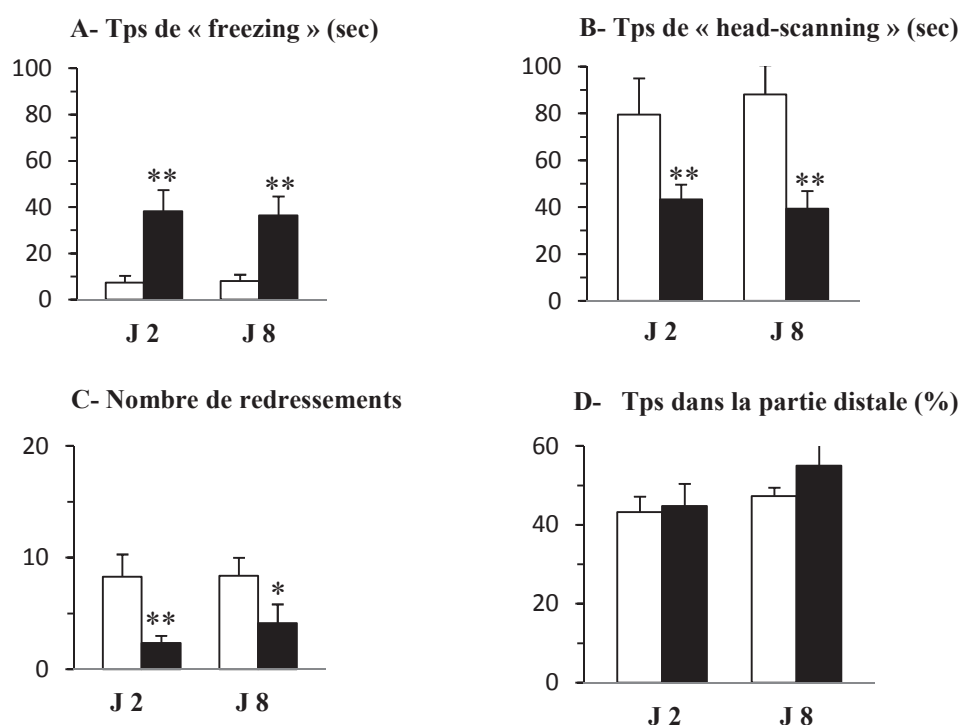 A- Tps de « freezing » (sec)
100
80
60
40
20
0
**
**
J 2
J 8
B- Tps de « head-scanning » (sec)
100
80
60
40
20
0
**
**
J 2
J 8
C- Nombre de redressements
20
10
0
**
*
J 2
J 8
D- Tps dans la partie distale (%)
60
40
20
0
J 2
J 8